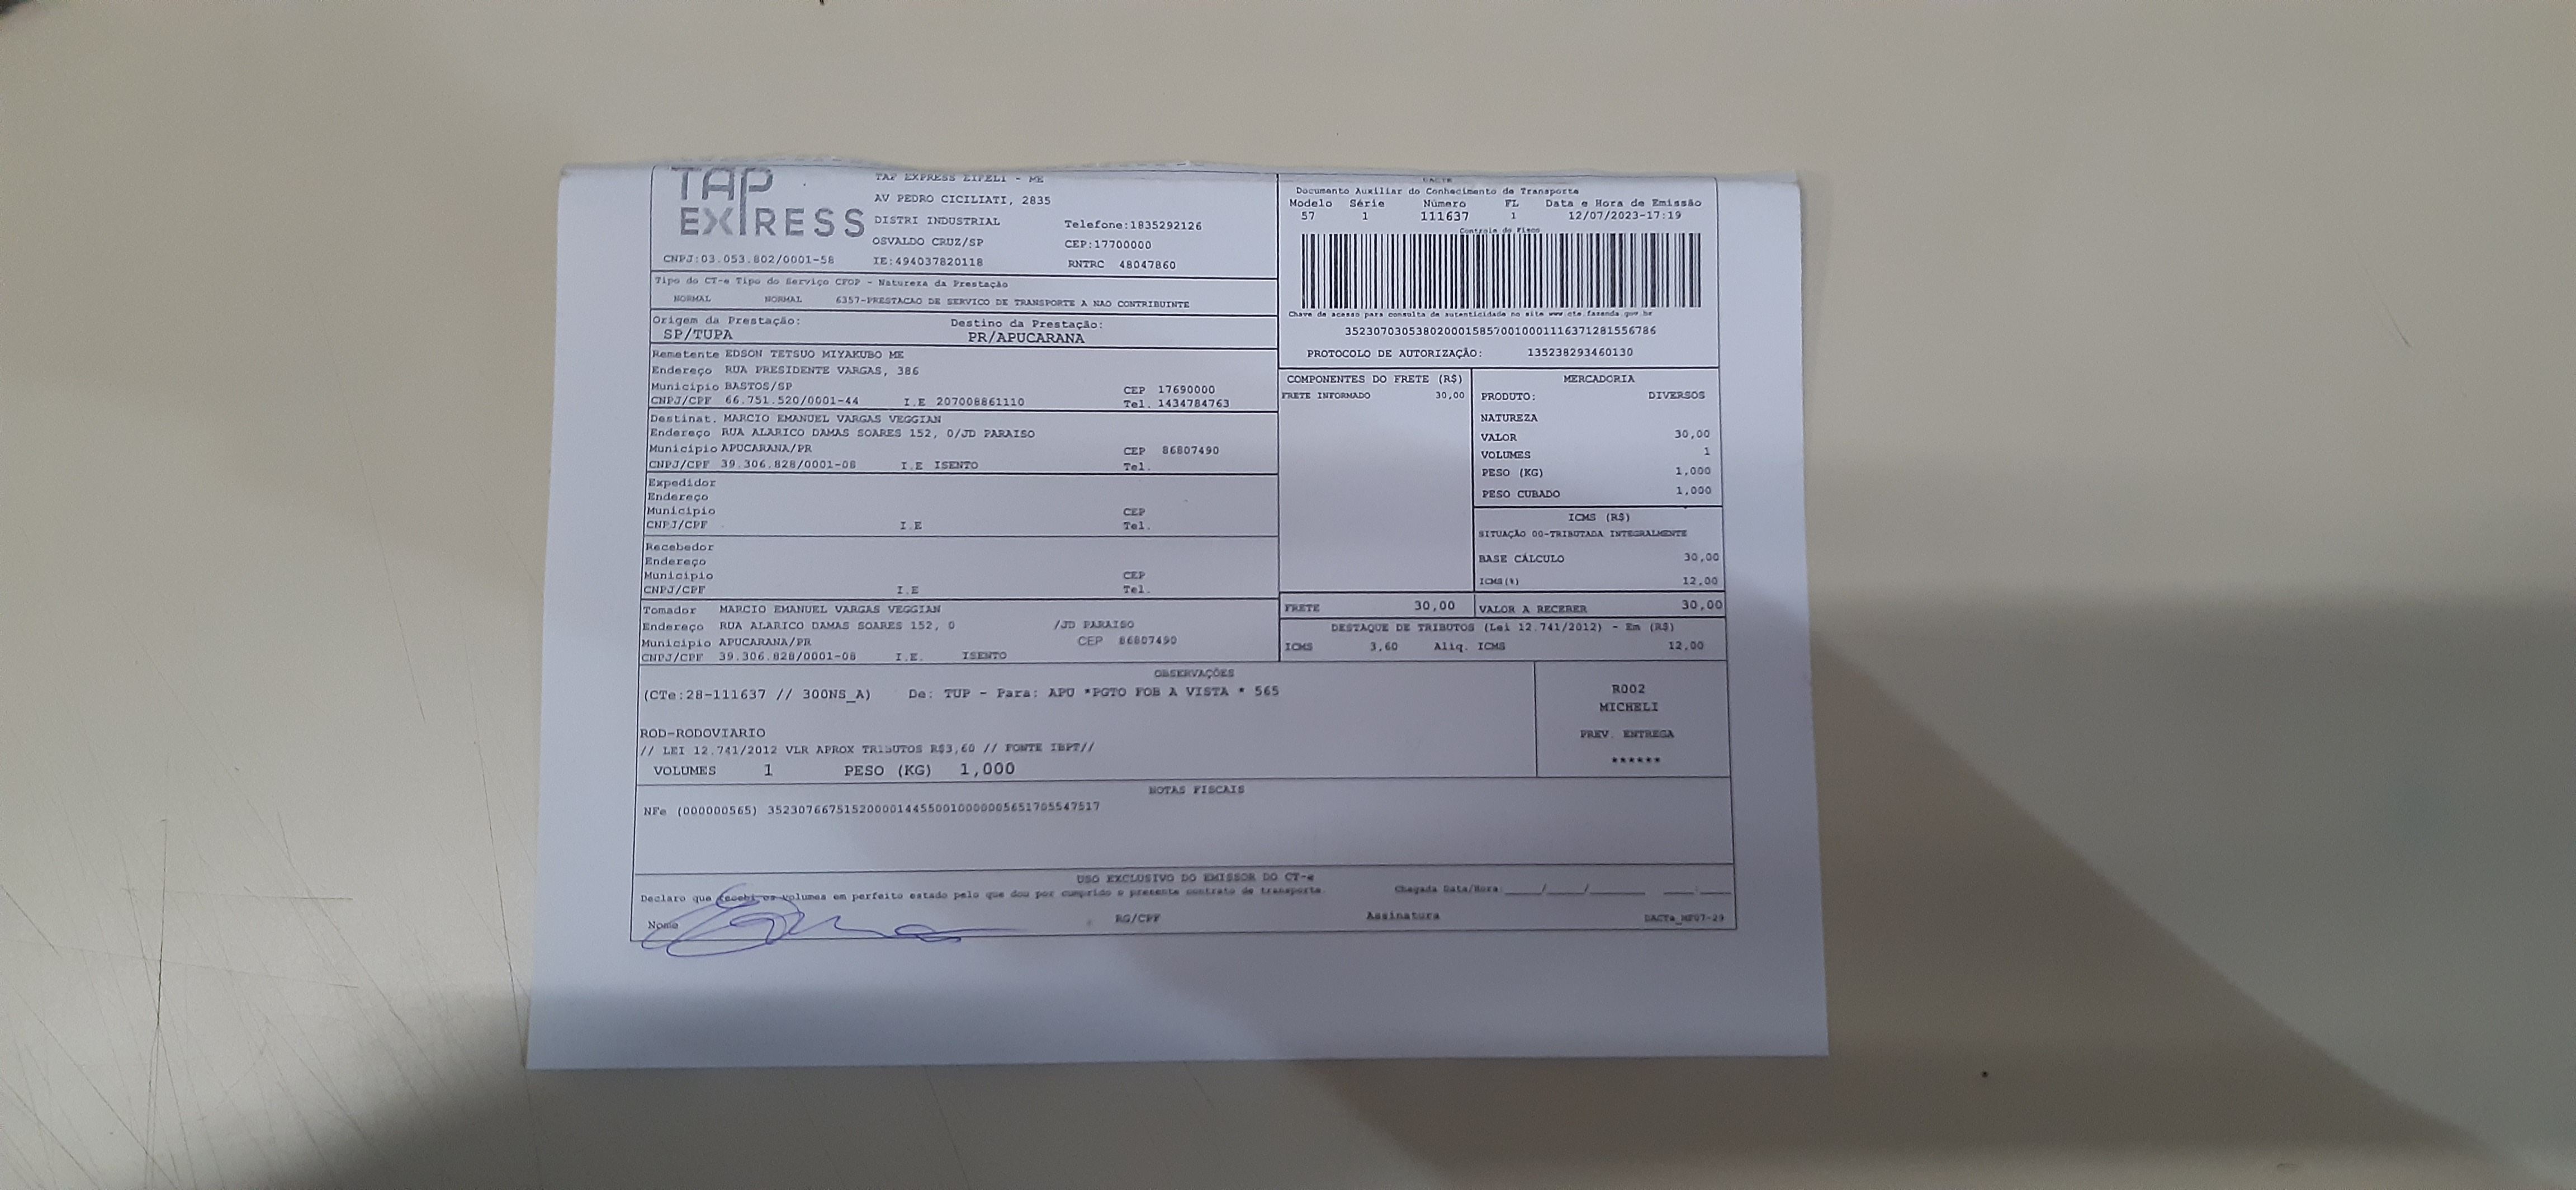 TAP
EXPRESS
TAP EXPRESS EIRELI - ME
AV PEDRO CICILIATI, 2835
DISTRI INDUSTRIAL Telefone:1835292126
OSVALDO CRUZ/SP CEP:17700000
CNPJ:03.053.802/0001-58 IE:494037820118 RNTRC 48047860
DACTE
Documento Auxiliar do Conhecimento de Transporte
Modelo Série Número FL Data e Hora de Emissão
57 1 111637 1 12/07/2023-17:19
Controle do Fisco
Chave de acesso para consulta de autenticidade no site www.cte.fazenda.gov.br
35230703053802000158570010001116371281556786
PROTOCOLO DE AUTORIZAÇÃO: 135238293460130
Tipo do CT-e Tipo do Serviço CFOP - Natureza da Prestação
NORMAL NORMAL 6357-PRESTACAO DE SERVICO DE TRANSPORTE A NAO CONTRIBUINTE
Origem da Prestação: Destino da Prestação:
SP/TUPA PR/APUCARANA
Remetente EDSON TETSUO MIYAKUBO ME
Endereço RUA PRESIDENTE VARGAS, 386
Município BASTOS/SP CEP 17690000
CNPJ/CPF 66.751.520/0001-44 I.E 207008861110 Tel. 1434784763
Destinat. MARCIO EMANUEL VARGAS VEGGIAN
Endereço RUA ALARICO DAMAS SOARES 152, 0/JD PARAISO
Município APUCARANA/PR CEP 86807490
CNPJ/CPF 39.306.828/0001-08 I.E ISENTO Tel.
Expedidor
Endereço
Município CEP
CNPJ/CPF I.E Tel.
Recebedor
Endereço
Município CEP
CNPJ/CPF I.E Tel.
Tomador MARCIO EMANUEL VARGAS VEGGIAN
Endereço RUA ALARICO DAMAS SOARES 152, 0 /JD PARAISO
Município APUCARANA/PR CEP 86807490
CNPJ/CPF 39.306.828/0001-08 I.E. ISENTO
COMPONENTES DO FRETE (R$)
FRETE INFORMADO 30,00
MERCADORIA
PRODUTO: DIVERSOS
NATUREZA
VALOR 30,00
VOLUMES 1
PESO (KG) 1,000
PESO CUBADO 1,000
ICMS (R$)
SITUAÇÃO 00-TRIBUTADA INTEGRALMENTE
BASE CÁLCULO 30,00
ICMS(%) 12,00
FRETE 30,00 VALOR A RECEBER 30,00
DESTAQUE DE TRIBUTOS (Lei 12.741/2012) - Em (R$)
ICMS 3,60 Aliq. ICMS 12,00
OBSERVAÇÕES
(CTe:28-111637 // 300NS_A) De: TUP - Para: APU *PGTO FOB A VISTA * 565
ROD-RODOVIARIO
// LEI 12.741/2012 VLR APROX TRIBUTOS R$3,60 // FONTE IBPT//
VOLUMES 1 PESO (KG) 1,000
R002
MICHELI
PREV. ENTREGA
******
NOTAS FISCAIS
NFe (000000565) 35230766751520000144550010000005651705547517
USO EXCLUSIVO DO EMISSOR DO CT-e
Declaro que recebi os volumes em perfeito estado pelo que dou por cumprido o presente contrato de transporte. Chegada Data/Hora:_____/_____/_______ ____:____
Nome RG/CPF Assinatura DACTe_MF07-29